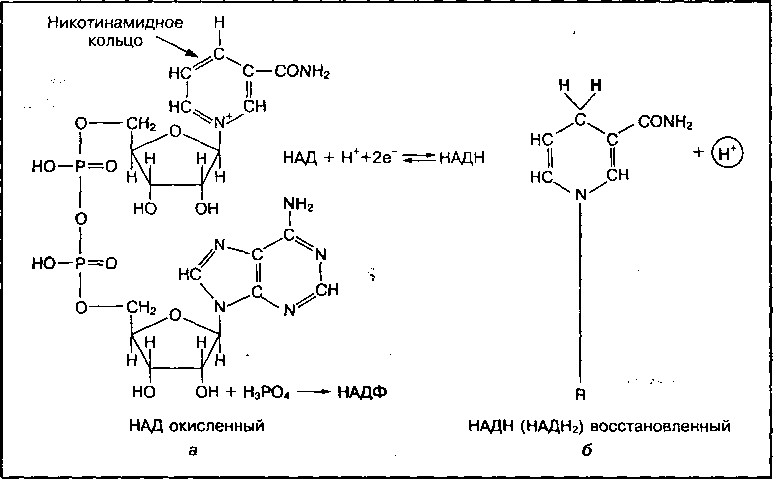 Никотинамидное
кольцо
H
C
HC
C—CONH₂
HC
CH
N⁺
O—CH₂
O
HO—P=O
H
H
H
H
HO
OH
O
НАД + H⁺+2e⁻ ⇌ НАДН
NH₂
C
N
C
N
HC
C
CH
N
N
HO—P=O
O—CH₂
O
H
H
H
H
HO
OH + H₃PO₄ → НАДФ
НАД окисленный
а
H H
C
HC
C—CONH₂
HC
CH
N
+ H⁺
R
НАДН (НАДН₂) восстановленный
б